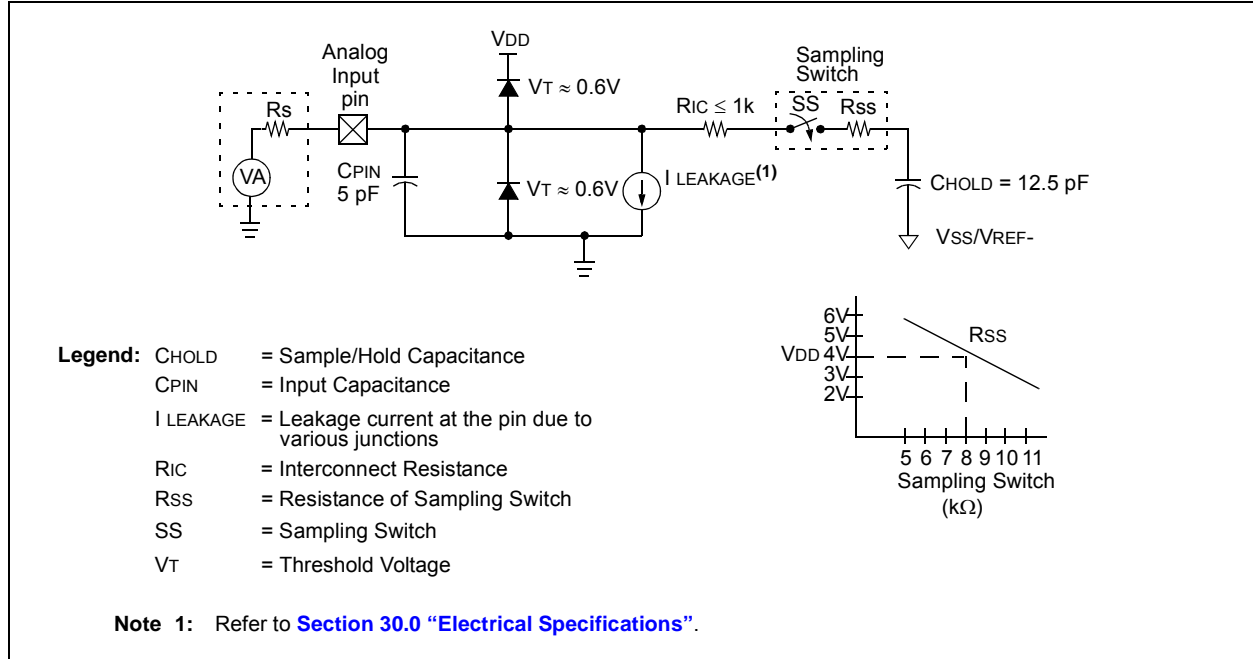 VDD
Analog
Input
pin
Sampling
Switch
VT ≈ 0.6V
Rs
RIC ≤ 1k
SS
Rss
VA
CPIN
5 pF
VT ≈ 0.6V
I LEAKAGE(1)
CHOLD = 12.5 pF
VSS/VREF-
6V
5V
VDD 4V
3V
2V
RSS
5 6 7 8 9 10 11
Sampling Switch
(kΩ)
Legend: CHOLD = Sample/Hold Capacitance
CPIN = Input Capacitance
I LEAKAGE = Leakage current at the pin due to
various junctions
RIC = Interconnect Resistance
RSS = Resistance of Sampling Switch
SS = Sampling Switch
VT = Threshold Voltage
Note 1: Refer to Section 30.0 “Electrical Specifications”.